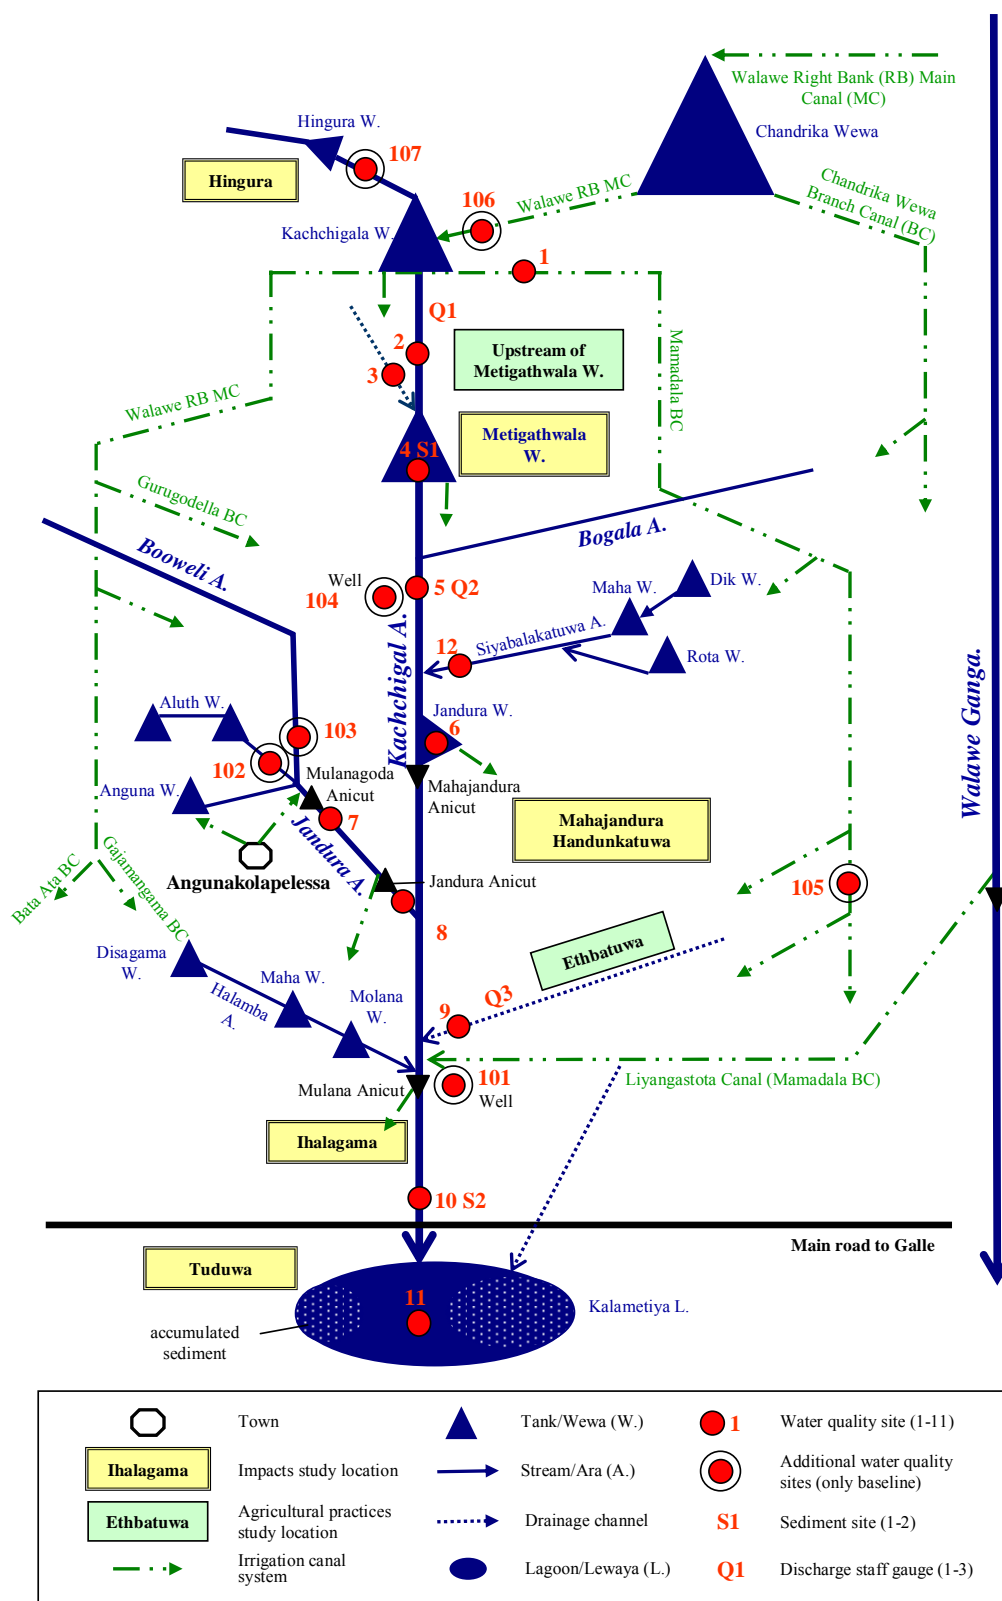 Walawe Right Bank (RB) Main
Canal (MC)
Hingura W.
Chandrika Wewa
107
Hingura
Chandrika Wewa
Branch Canal (BC)
Walawe RB MC
106
Kachchigala W.
1
Q1
2
Upstream of
Metigathwala W.
3
Mamadala BC
Walawe RB MC
Metigathwala
W.
4 S1
Gurugodella BC
Bogala A.
Booweli A.
Well
104
5 Q2
Maha W.
Dik W.
Siyabalakatuwa A.
12
Rota W.
Kachchigal A.
Walawe Ganga.
Aluth W.
Jandura W.
103
6
102
Mulanagoda
Anicut
Anguna W.
Mahajandura
Anicut
7
Mahajandura
Handunkatuwa
Jandura A.
Gajamangama BC
Bata Ata BC
Angunakolapelessa
Jandura Anicut
105
8
Ethbatuwa
Disagama
W.
Maha W.
Halamba
A.
Molana
W.
9
Q3
101
Well
Mulana Anicut
Liyangastota Canal (Mamadala BC)
Ihalagama
10 S2
Main road to Galle
Tuduwa
11
Kalametiya L.
accumulated
sediment
Town
Tank/Wewa (W.)
1
Water quality site (1-11)
Ihalagama
Impacts study location
Stream/Ara (A.)
Additional water quality
sites (only baseline)
Ethbatuwa
Agricultural practices
study location
Drainage channel
S1
Sediment site (1-2)
Irrigation canal
system
Lagoon/Lewaya (L.)
Q1
Discharge staff gauge (1-3)